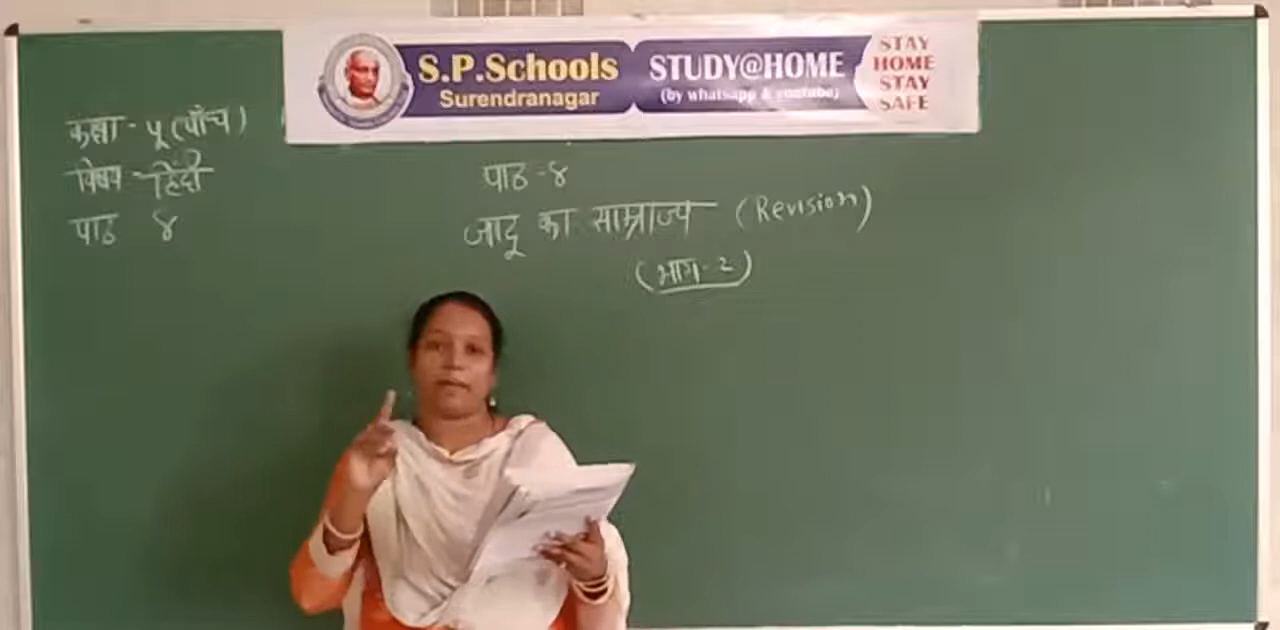 S.P.Schools
Surendranagar
STUDY@HOME
(by whatsapp & youtube)
STAY
HOME
STAY
SAFE
कक्षा - ५ (पाँच)
विषय - हिंदी
पाठ ४
पाठ - ४
जादू का साम्राज्य (Revision)
(भाग - २)